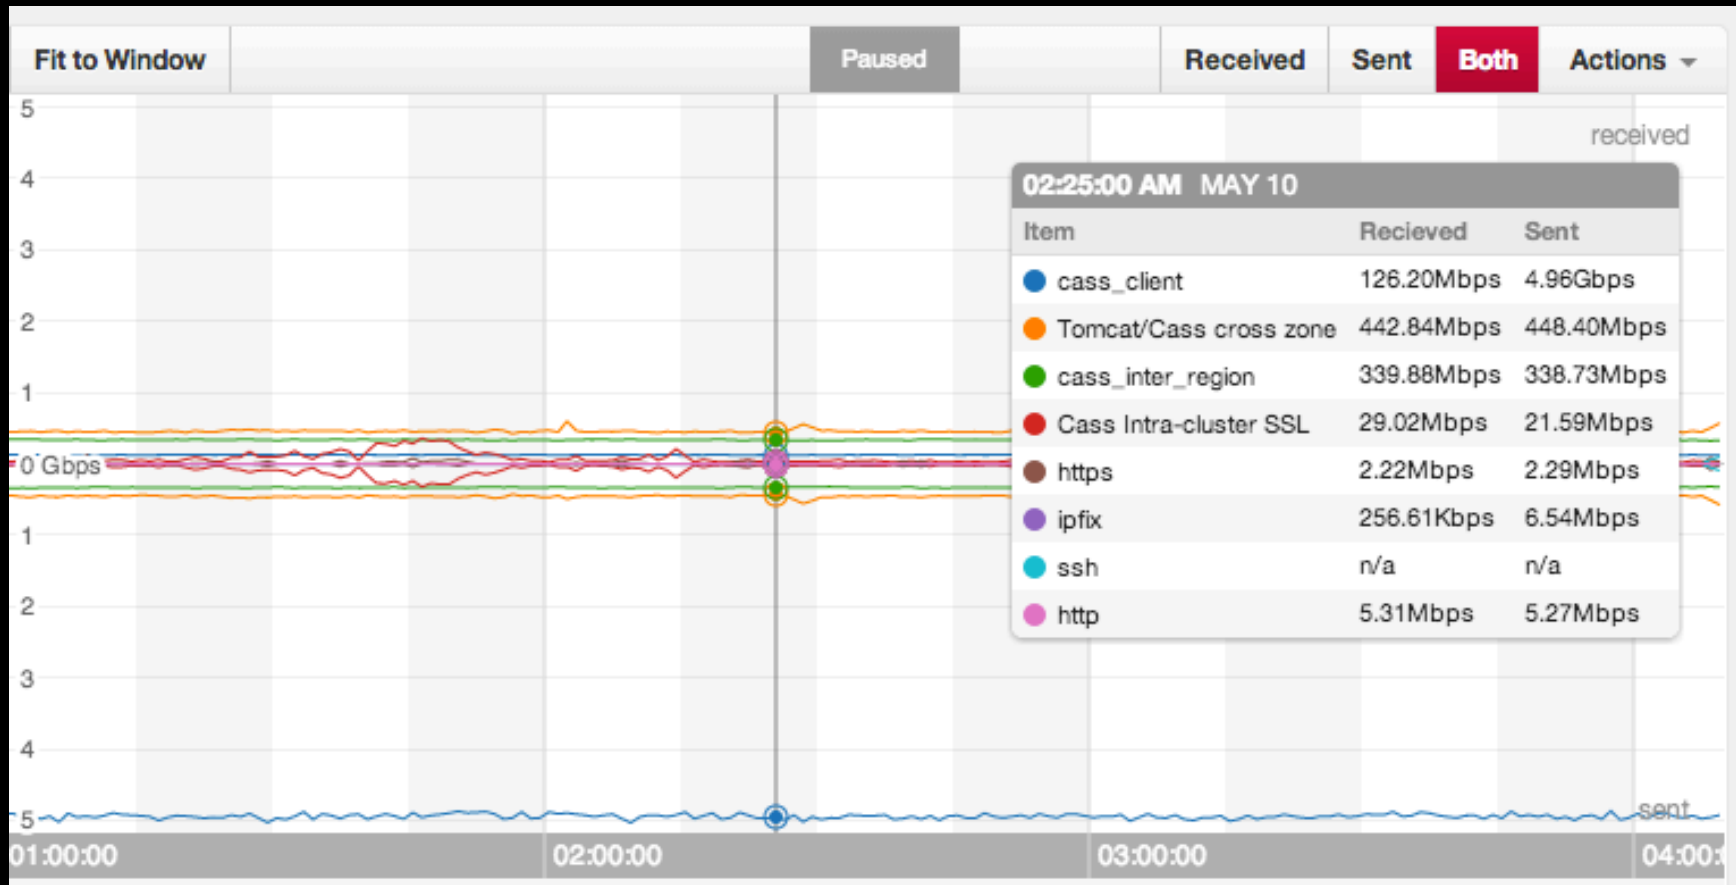 Fit to Window Paused Received Sent Both Actions
5
received
4
3
2
1
0 Gbps
1
2
3
4
5
sent
02:25:00 AM MAY 10
Item Recieved Sent
cass_client 126.20Mbps 4.96Gbps
Tomcat/Cass cross zone 442.84Mbps 448.40Mbps
cass_inter_region 339.88Mbps 338.73Mbps
Cass Intra-cluster SSL 29.02Mbps 21.59Mbps
https 2.22Mbps 2.29Mbps
ipfix 256.61Kbps 6.54Mbps
ssh n/a n/a
http 5.31Mbps 5.27Mbps
01:00:00 02:00:00 03:00:00 04:00: